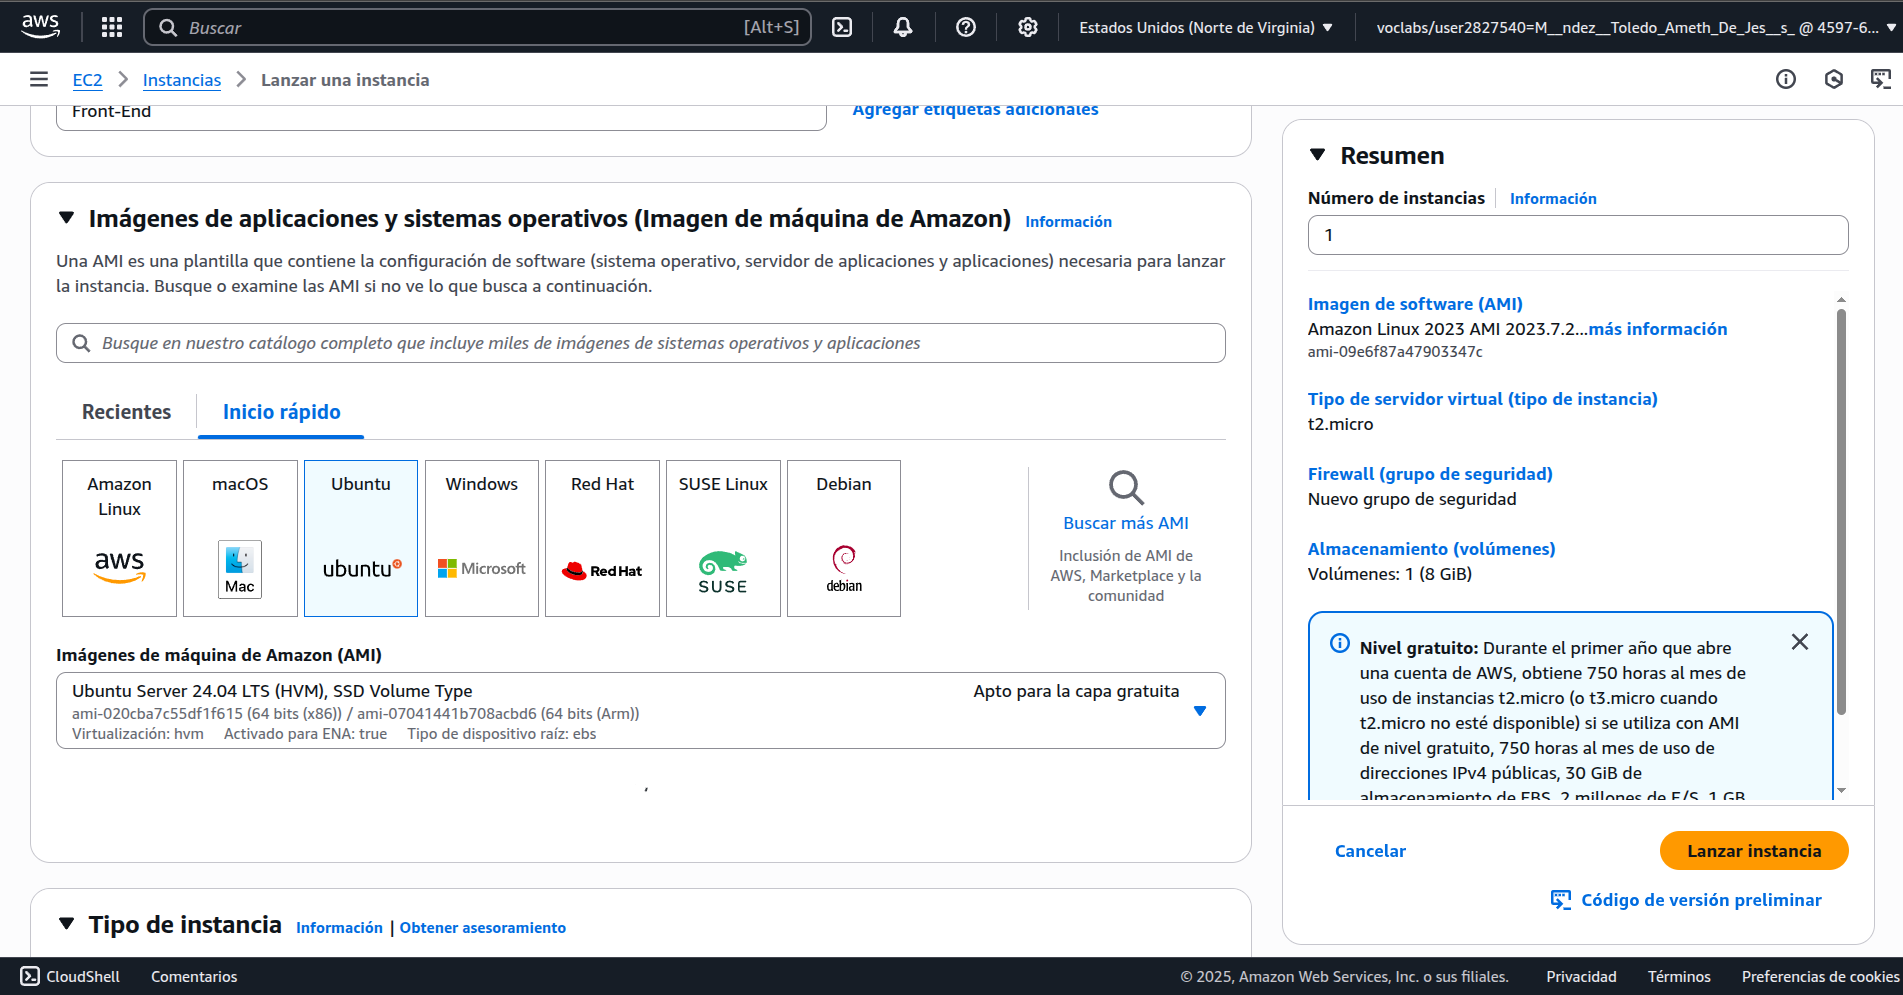 aws
Buscar
[Alt+S]
Estados Unidos (Norte de Virginia)
voclabs/user2827540=M__ndez__Toledo_Ameth_De_Jes__s_ @ 4597-6...
EC2
Instancias
Lanzar una instancia
Front-End
Agregar etiquetas adicionales
Imágenes de aplicaciones y sistemas operativos (Imagen de máquina de Amazon)
Información
Una AMI es una plantilla que contiene la configuración de software (sistema operativo, servidor de aplicaciones y aplicaciones) necesaria para lanzar
la instancia. Busque o examine las AMI si no ve lo que busca a continuación.
Busque en nuestro catálogo completo que incluye miles de imágenes de sistemas operativos y aplicaciones
Recientes
Inicio rápido
Amazon
Linux
aws
macOS
Mac
Ubuntu
ubuntu
Windows
Microsoft
Red Hat
Red Hat
SUSE Linux
SUSE
Debian
debian
Buscar más AMI
Inclusión de AMI de
AWS, Marketplace y la
comunidad
Imágenes de máquina de Amazon (AMI)
Ubuntu Server 24.04 LTS (HVM), SSD Volume Type
Apto para la capa gratuita
ami-020cba7c55df1f615 (64 bits (x86)) / ami-07041441b708acbd6 (64 bits (Arm))
Virtualización: hvm Activado para ENA: true Tipo de dispositivo raíz: ebs
Tipo de instancia
Información | Obtener asesoramiento
Resumen
Número de instancias
Información
1
Imagen de software (AMI)
Amazon Linux 2023 AMI 2023.7.2...más información
ami-09e6f87a47903347c
Tipo de servidor virtual (tipo de instancia)
t2.micro
Firewall (grupo de seguridad)
Nuevo grupo de seguridad
Almacenamiento (volúmenes)
Volúmenes: 1 (8 GiB)
Nivel gratuito: Durante el primer año que abre
una cuenta de AWS, obtiene 750 horas al mes de
uso de instancias t2.micro (o t3.micro cuando
t2.micro no esté disponible) si se utiliza con AMI
de nivel gratuito, 750 horas al mes de uso de
direcciones IPv4 públicas, 30 GiB de
almacenamiento de EBS, 2 millones de E/S, 1 GB
Cancelar
Lanzar instancia
Código de versión preliminar
CloudShell
Comentarios
© 2025, Amazon Web Services, Inc. o sus filiales.
Privacidad
Términos
Preferencias de cookies